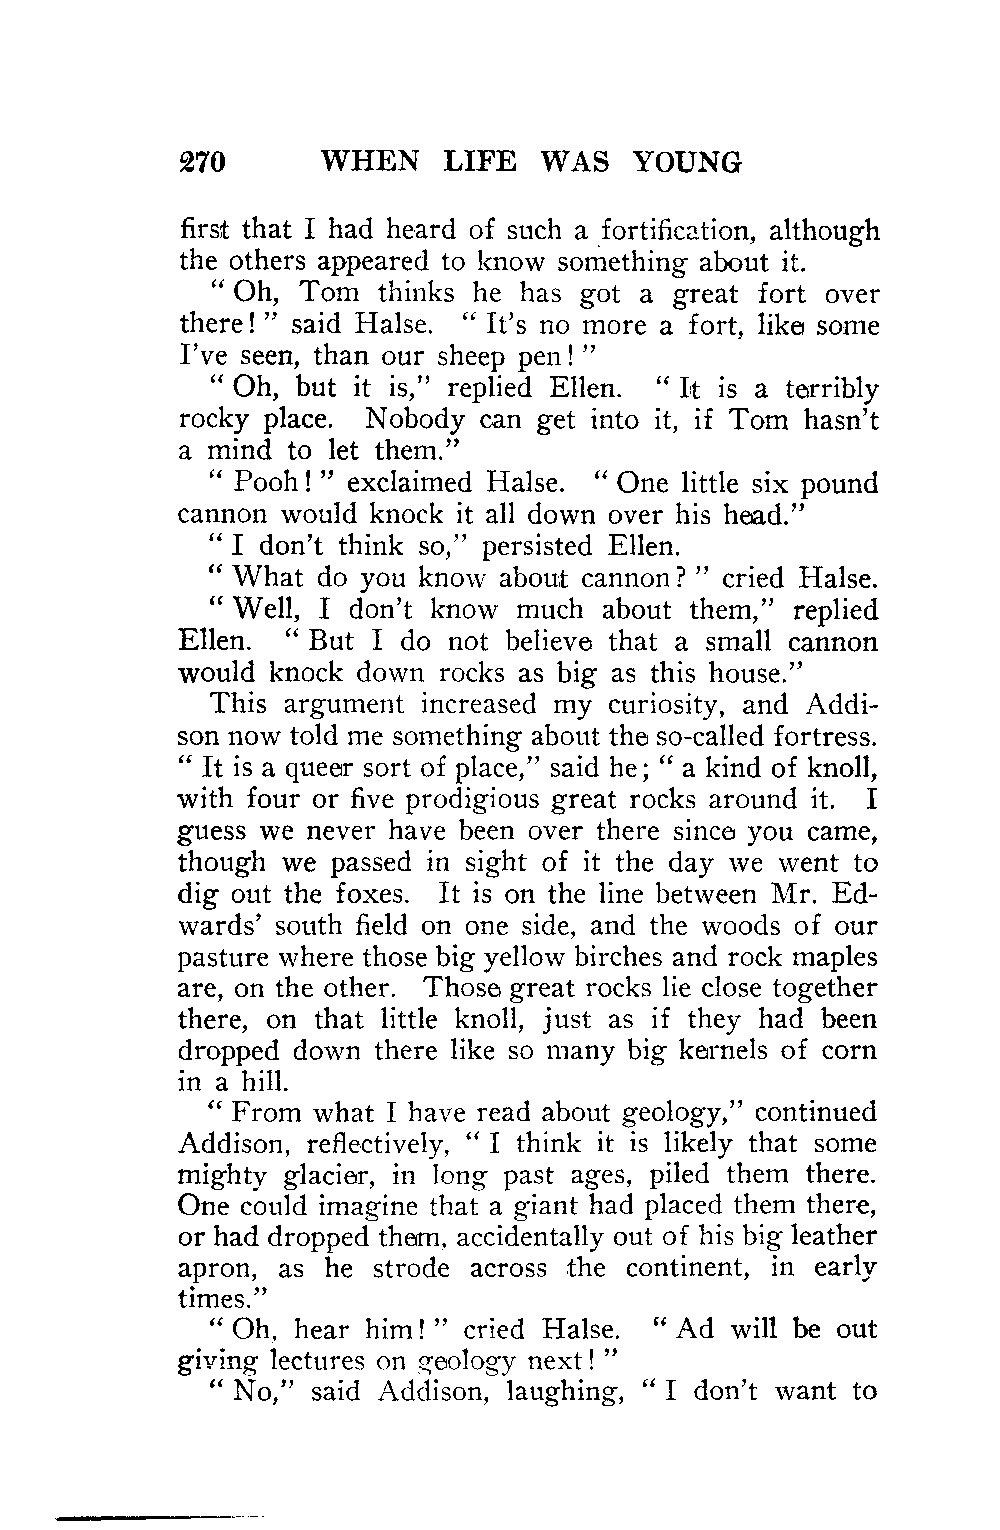 270 WHEN LIFE WAS YOUNG
first that I had heard of such a fortification, although
the others appeared to know something about it.
" Oh, Tom thinks he has got a great fort over
there! " said Halse. " It's no more a fort, like some
I've seen, than our sheep pen! "
" Oh, but it is," replied Ellen. " It is a terribly
rocky place. Nobody can get into it, if Tom hasn't
a mind to let them."
" Pooh! " exclaimed Halse. " One little six pound
cannon would knock it all down over his head."
" I don't think so," persisted Ellen.
" What do you know about cannon? " cried Halse.
" Well, I don't know much about them," replied
Ellen. " But I do not believe that a small cannon
would knock down rocks as big as this house."
This argument increased my curiosity, and Addi-
son now told me something about the so-called fortress.
" It is a queer sort of place," said he; " a kind of knoll,
with four or five prodigious great rocks around it. I
guess we never have been over there since you came,
though we passed in sight of it the day we went to
dig out the foxes. It is on the line between Mr. Ed-
wards' south field on one side, and the woods of our
pasture where those big yellow birches and rock maples
are, on the other. Those great rocks lie close together
there, on that little knoll, just as if they had been
dropped down there like so many big kernels of corn
in a hill.
" From what I have read about geology," continued
Addison, reflectively, " I think it is likely that some
mighty glacier, in long past ages, piled them there.
One could imagine that a giant had placed them there,
or had dropped them, accidentally out of his big leather
apron, as he strode across the continent, in early
times."
" Oh, hear him! " cried Halse. " Ad will be out
giving lectures on geology next! "
" No," said Addison, laughing, " I don't want to